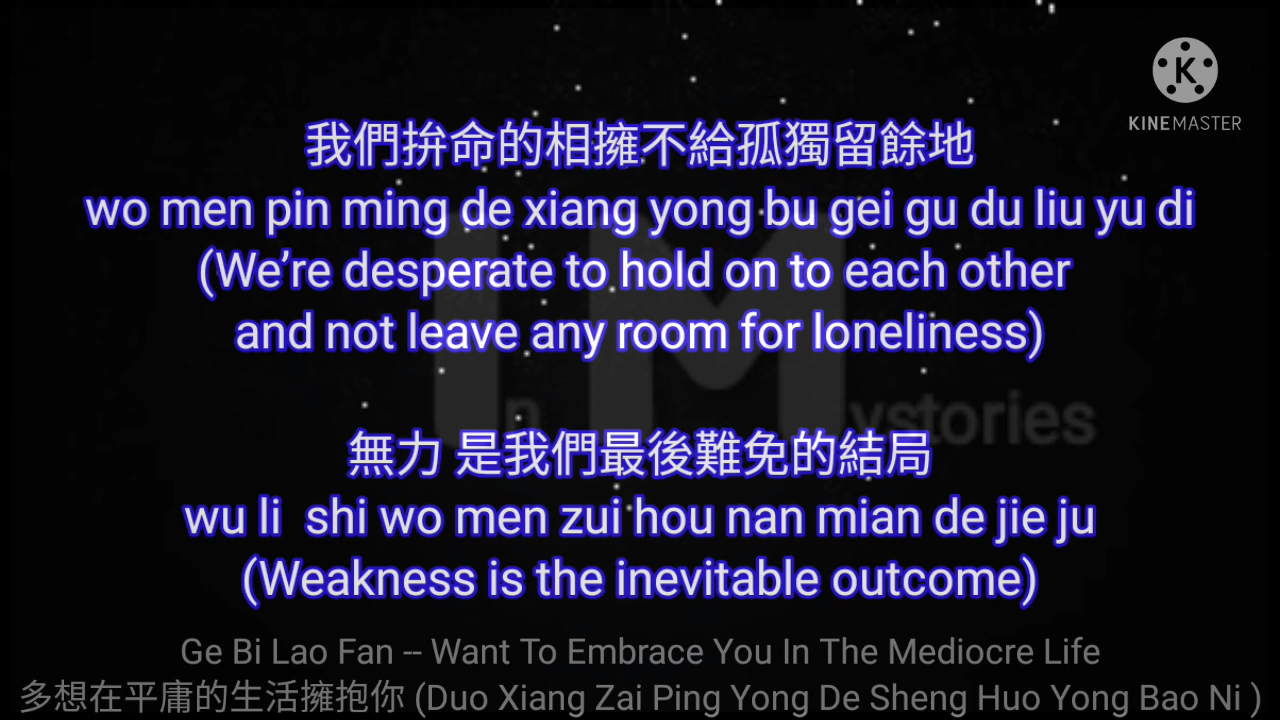 KINEMASTER
我們拚命的相擁不給孤獨留餘地
wo men pin ming de xiang yong bu gei gu du liu yu di
(We’re desperate to hold on to each other
and not leave any room for loneliness)
In Mystories
無力 是我們最後難免的結局
wu li shi wo men zui hou nan mian de jie ju
(Weakness is the inevitable outcome)
Ge Bi Lao Fan -- Want To Embrace You In The Mediocre Life
多想在平庸的生活擁抱你 (Duo Xiang Zai Ping Yong De Sheng Huo Yong Bao Ni )